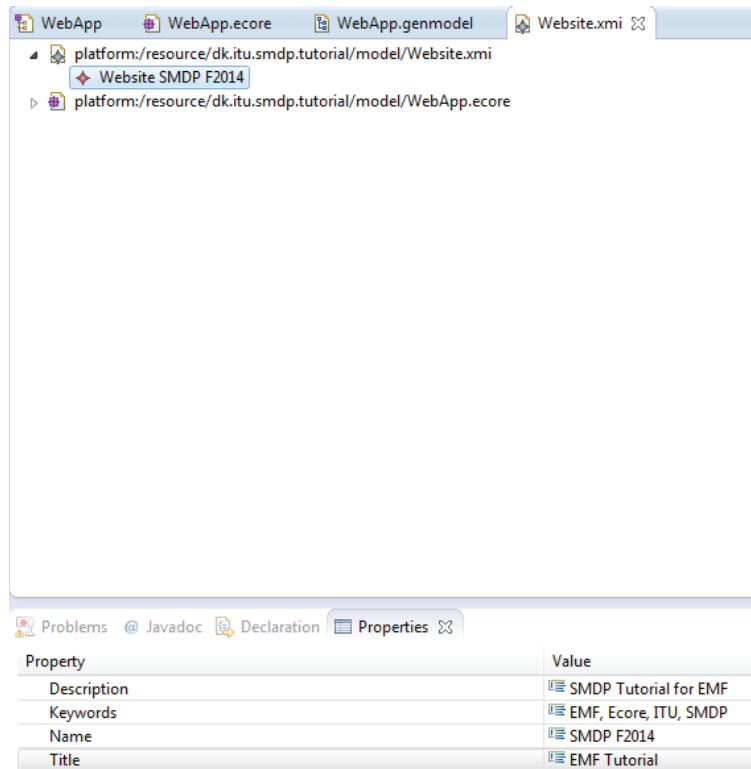 WebApp WebApp.ecore WebApp.genmodel Website.xmi
platform:/resource/dk.itu.smdp.tutorial/model/Website.xmi
Website SMDP F2014
platform:/resource/dk.itu.smdp.tutorial/model/WebApp.ecore
Problems @ Javadoc Declaration Properties
Property Value
Description SMDP Tutorial for EMF
Keywords EMF, Ecore, ITU, SMDP
Name SMDP F2014
Title EMF Tutorial